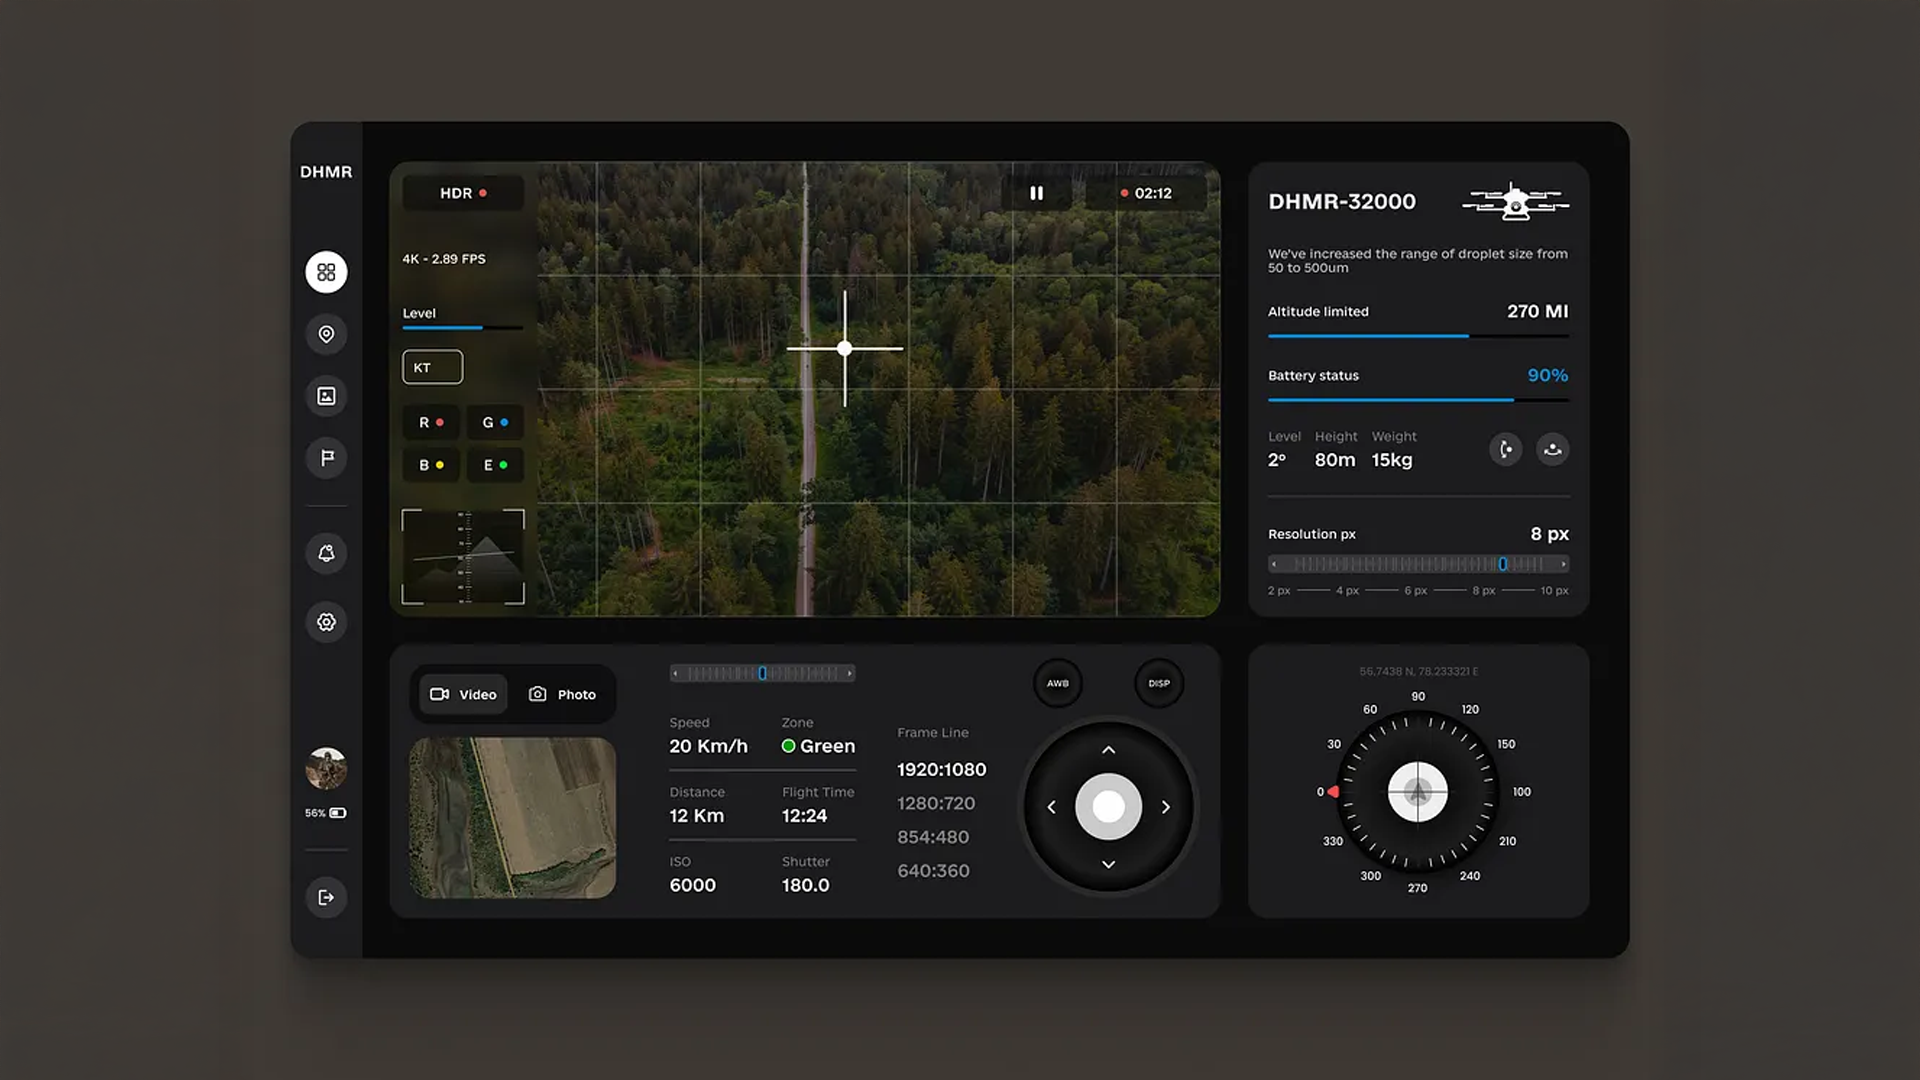 DHMR
56%
HDR
4K - 2.89 FPS
Level
KT
R
G
B
E
02:12
DHMR-32000
We've increased the range of droplet size from
50 to 500um
Altitude limited
270 MI
Battery status
90%
Level Height Weight
2° 80m 15kg
Resolution px
8 px
2 px 4 px 6 px 8 px 10 px
Video
Photo
Speed
20 Km/h
Zone
Green
Distance
12 Km
Flight Time
12:24
ISO
6000
Shutter
180.0
Frame Line
1920:1080
1280:720
854:480
640:360
AWB
DISP
56.7438 N, 78.233321 E
90
60
120
30
150
0
100
330
210
300
240
270